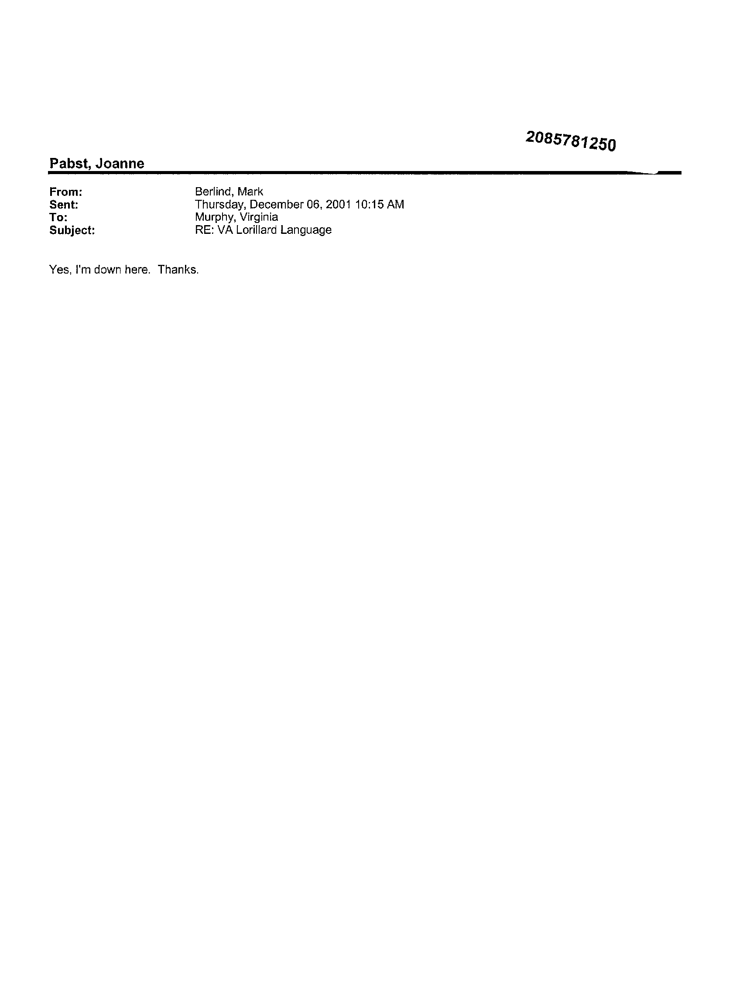 2085781250
Pabst, Joanne
From: Berlind, Mark
Sent: Thursday, December 06, 2001 10:15 AM
To: Murphy, Virginia
Subject: RE: VA Lorillard Language
Yes, I'm down here. Thanks.